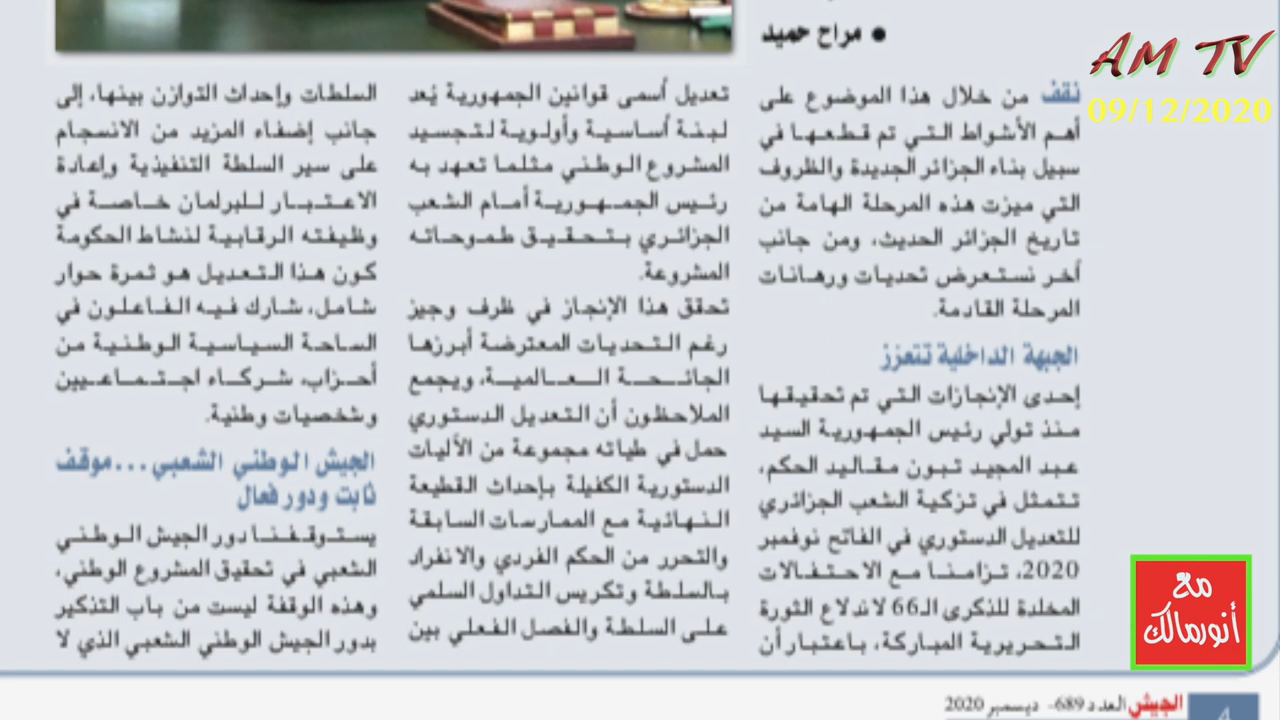 ● مراح حميد
AM TV
09/12/2020
نقف من خلال هذا الموضوع على
أهم الأشواط التي تم قطعها في
سبيل بناء الجزائر الجديدة والظروف
التي ميزت هذه المرحلة الهامة من
تاريخ الجزائر الحديث، ومن جانب
آخر نستعرض تحديات ورهانات
المرحلة القادمة.
الجبهة الداخلية تتعزز
إحدى الإنجازات التي تم تحقيقها
منذ تولي رئيس الجمهورية السيد
عبد المجيد تبون مقاليد الحكم،
تتمثل في تزكية الشعب الجزائري
للتعديل الدستوري في الفاتح نوفمبر
2020، تزامنا مع الاحتفالات
المخلدة للذكرى الـ66 لاندلاع الثورة
التحريرية المباركة، باعتبار أن
تعديل أسمى قوانين الجمهورية يُعد
لبنة أساسية وأولوية لتجسيد
المشروع الوطني مثلما تعهد به
رئيس الجمهورية أمام الشعب
الجزائري بتحقيق طموحاته
المشروعة.
تحقق هذا الإنجاز في ظرف وجيز
رغم التحديات المعترضة أبرزها
الجائحة العالمية، ويجمع
الملاحظون أن التعديل الدستوري
حمل في طياته مجموعة من الآليات
الدستورية الكفيلة بإحداث القطيعة
النهائية مع الممارسات السابقة
والتحرر من الحكم الفردي والانفراد
بالسلطة وتكريس التداول السلمي
على السلطة والفصل الفعلي بين
السلطات وإحداث التوازن بينها، إلى
جانب إضفاء المزيد من الانسجام
على سير السلطة التنفيذية وإعادة
الاعتبار للبرلمان خاصة في
وظيفته الرقابية لنشاط الحكومة
كون هذا التعديل هو ثمرة حوار
شامل، شارك فيه الفاعلون في
الساحة السياسية الوطنية من
أحزاب، شركاء اجتماعيين
وشخصيات وطنية.
الجيش الوطني الشعبي...موقف
ثابت ودور فعال
يستوقفنا دور الجيش الوطني
الشعبي في تحقيق المشروع الوطني،
وهذه الوقفة ليست من باب التذكير
بدور الجيش الوطني الشعبي الذي لا
مع
أنورمالك
4 الجيش العدد 689- ديسمبر 2020